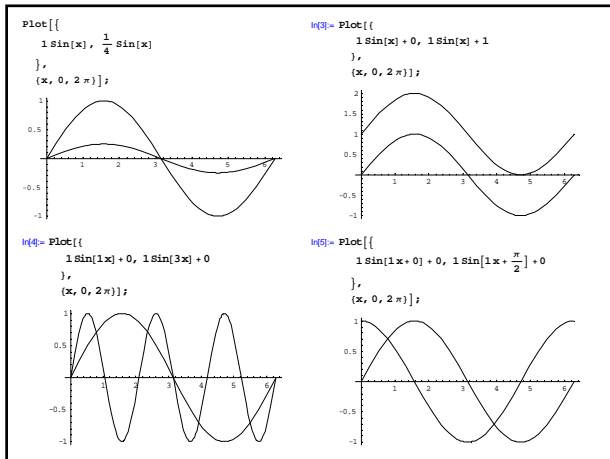 Plot[{
1 Sin[x], 1/4 Sin[x]
},
{x, 0, 2 π}];
1
0.5
-0.5
-1
1 2 3 4 5 6
In[3]:= Plot[{
1 Sin[x] + 0, 1 Sin[x] + 1
},
{x, 0, 2 π}];
2
1.5
1
0.5
-0.5
-1
1 2 3 4 5 6
In[4]:= Plot[{
1 Sin[1 x] + 0, 1 Sin[3 x] + 0
},
{x, 0, 2 π}];
1
0.5
-0.5
-1
1 2 3 4 5 6
In[5]:= Plot[{
1 Sin[1 x + 0] + 0, 1 Sin[1 x + π/2] + 0
},
{x, 0, 2 π}];
1
0.5
-0.5
-1
1 2 3 4 5 6